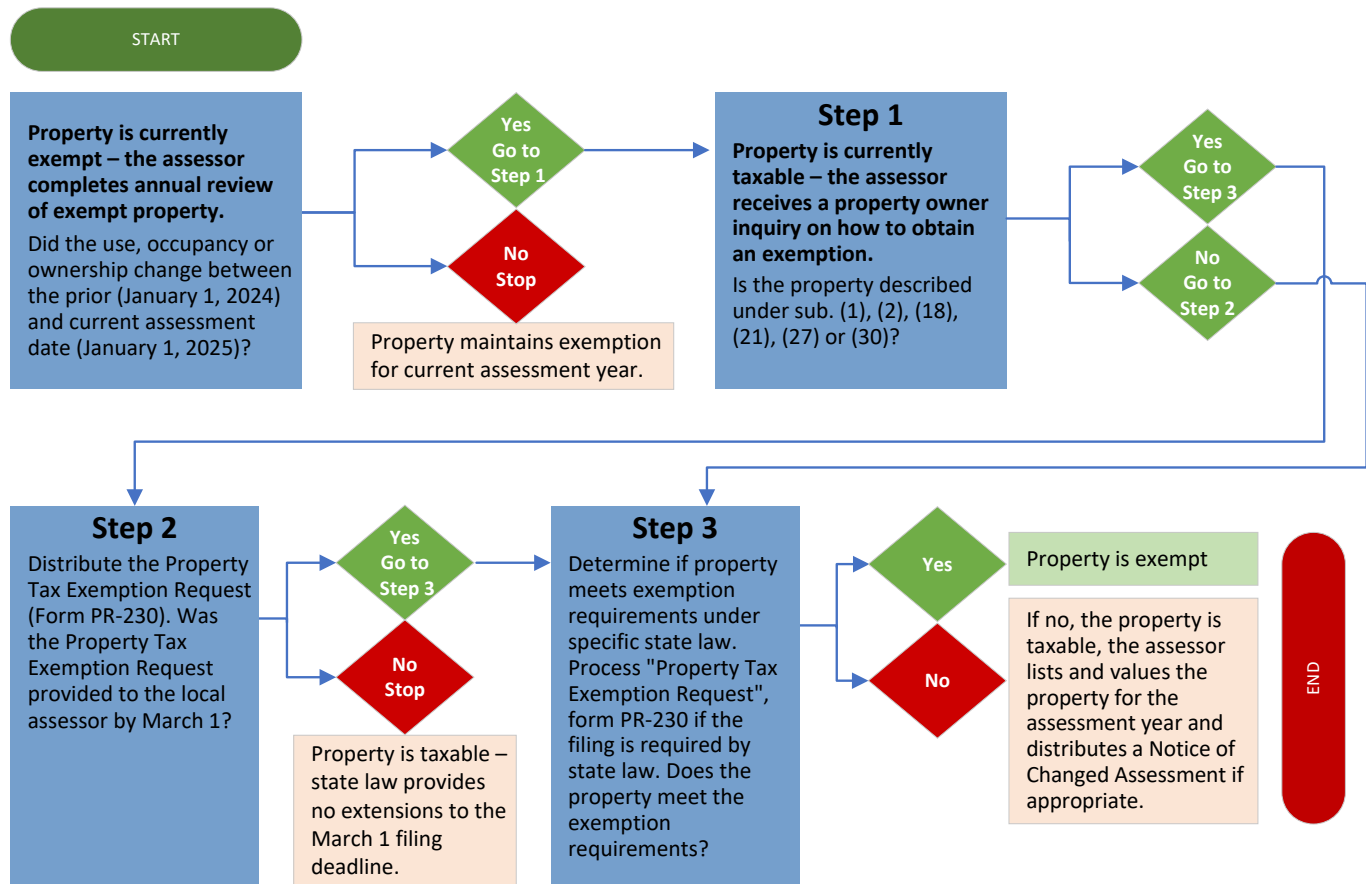 START
Property is currently
exempt – the assessor
completes annual review
of exempt property.
Did the use, occupancy or
ownership change between
the prior (January 1, 2024)
and current assessment
date (January 1, 2025)?
Yes
Go to
Step 1
No
Stop
Property maintains exemption
for current assessment year.
Step 1
Property is currently
taxable – the assessor
receives a property owner
inquiry on how to obtain
an exemption.
Is the property described
under sub. (1), (2), (18),
(21), (27) or (30)?
Yes
Go to
Step 3
No
Go to
Step 2
Step 2
Distribute the Property
Tax Exemption Request
(Form PR-230). Was
the Property Tax
Exemption Request
provided to the local
assessor by March 1?
Yes
Go to
Step 3
No
Stop
Property is taxable –
state law provides
no extensions to the
March 1 filing
deadline.
Step 3
Determine if property
meets exemption
requirements under
specific state law.
Process "Property Tax
Exemption Request",
form PR-230 if the
filing is required by
state law. Does the
property meet the
exemption
requirements?
Yes
No
Property is exempt
If no, the property is
taxable, the assessor
lists and values the
property for the
assessment year and
distributes a Notice of
Changed Assessment if
appropriate.
END